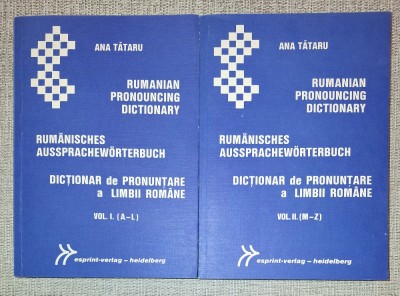 ANA TĂTARU
RUMANIAN
PRONOUNCING
DICTIONARY
RUMÄNISCHES
AUSSPRACHEWÖRTERBUCH
DICȚIONAR de PRONUNȚARE
a LIMBII ROMÂNE
VOL. I. (A–L)
esprint-verlag – heidelberg
ANA TĂTARU
RUMANIAN
PRONOUNCING
DICTIONARY
RUMÄNISCHES
AUSSPRACHEWÖRTERBUCH
DICȚIONAR de PRONUNȚARE
a LIMBII ROMÂNE
VOL. II. (M–Z)
esprint-verlag – heidelberg